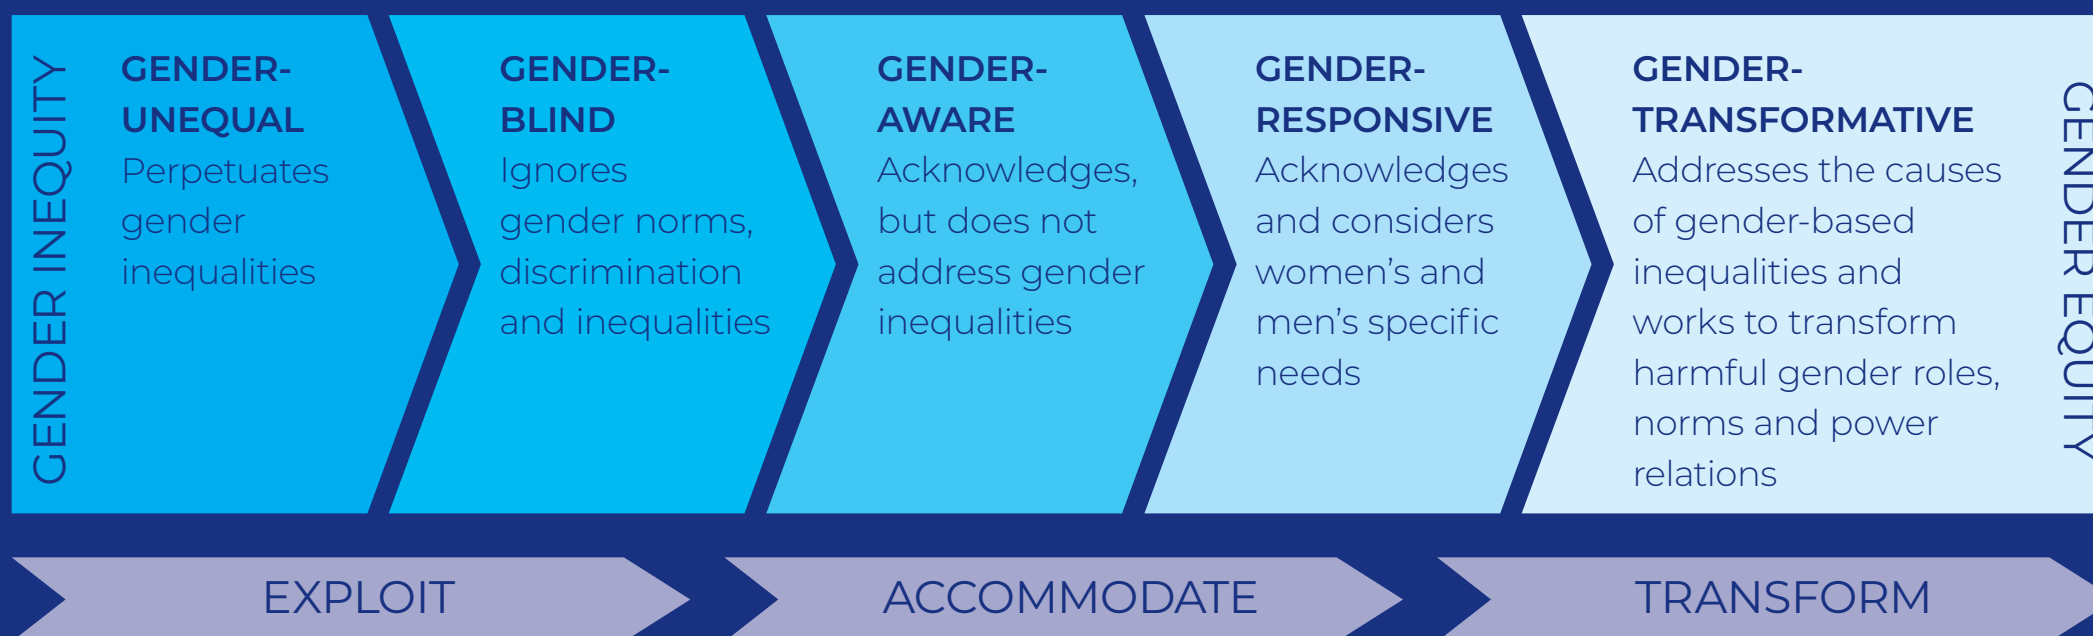 GENDER INEQUITY
GENDER-
UNEQUAL
Perpetuates
gender
inequalities
GENDER-
BLIND
Ignores
gender norms,
discrimination
and inequalities
GENDER-
AWARE
Acknowledges,
but does not
address gender
inequalities
GENDER-
RESPONSIVE
Acknowledges
and considers
women’s and
men’s specific
needs
GENDER-
TRANSFORMATIVE
Addresses the causes
of gender-based
inequalities and
works to transform
harmful gender roles,
norms and power
relations
GENDER EQUITY
EXPLOIT
ACCOMMODATE
TRANSFORM